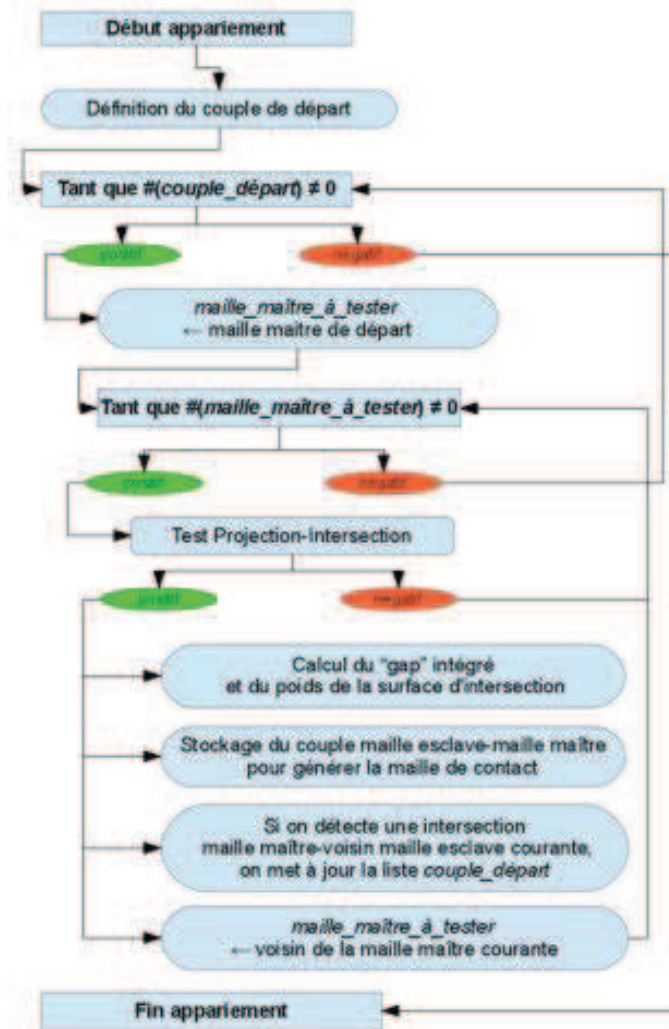 Début appariement
Définition du couple de départ
Tant que #(couple_départ) ≠ 0
positif
négatif
maille_maître_à_tester
← maille maître de départ
Tant que #(maille_maître_à_tester) ≠ 0
positif
négatif
Test Projection-Intersection
positif
négatif
Calcul du "gap" intégré
et du poids de la surface d'intersection
Stockage du couple maille esclave-maille maître
pour générer la maille de contact
Si on détecte une intersection
maille maître-voisin maille esclave courante,
on met à jour la liste couple_départ
maille_maître_à_tester
← voisin de la maille maître courante
Fin appariement